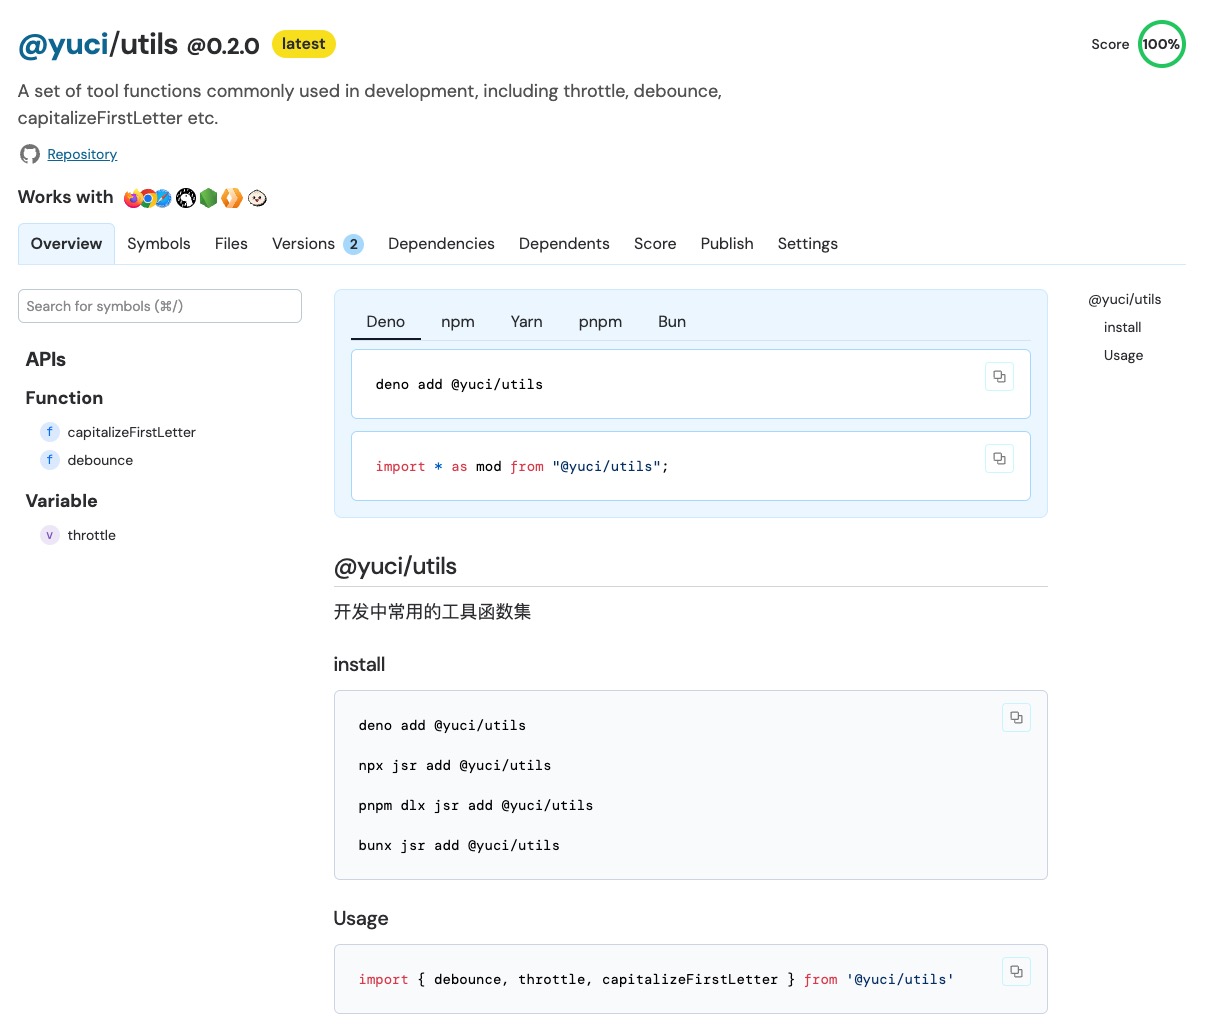 @yuci/utils @0.2.0 latest
Score 100%
A set of tool functions commonly used in development, including throttle, debounce,
capitalizeFirstLetter etc.
Repository
Works with
Overview Symbols Files Versions 2 Dependencies Dependents Score Publish Settings
Search for symbols (⌘/)
APIs
Function
f capitalizeFirstLetter
f debounce
Variable
v throttle
Deno npm Yarn pnpm Bun
deno add @yuci/utils
import * as mod from "@yuci/utils";
@yuci/utils
开发中常用的工具函数集
install
deno add @yuci/utils
npx jsr add @yuci/utils
pnpm dlx jsr add @yuci/utils
bunx jsr add @yuci/utils
Usage
import { debounce, throttle, capitalizeFirstLetter } from '@yuci/utils'
@yuci/utils
install
Usage